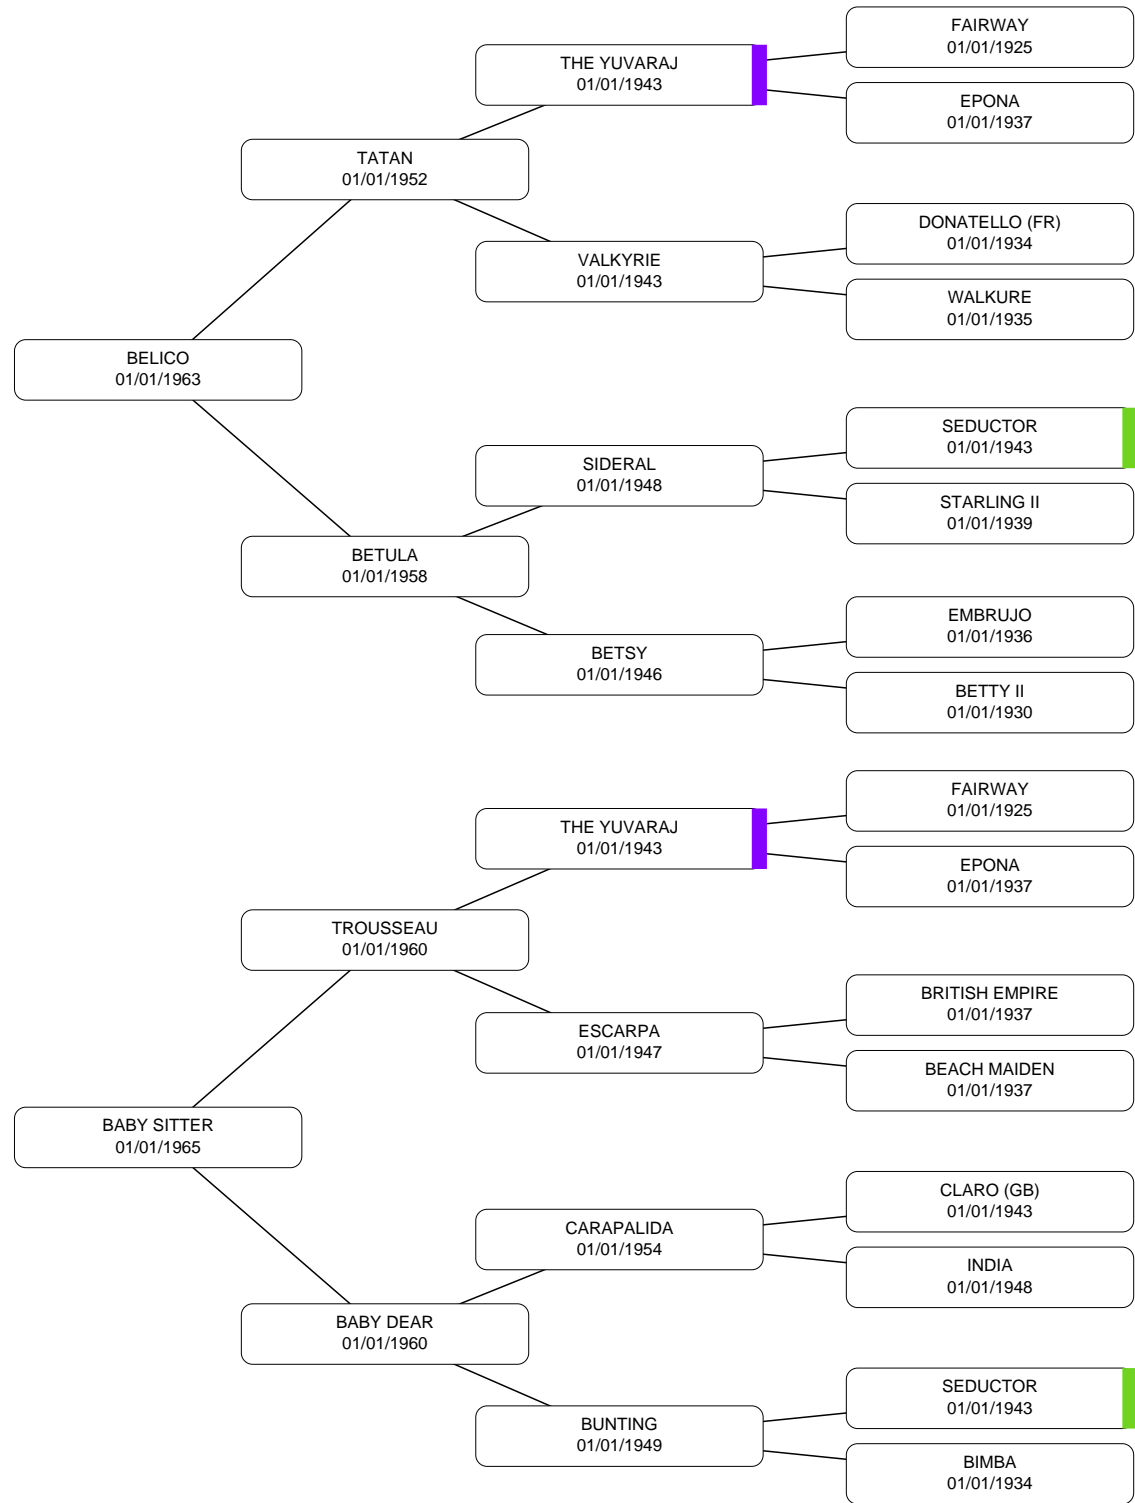 FAIRWAY
01/01/1925
THE YUVARAJ
01/01/1943
EPONA
01/01/1937
TATAN
01/01/1952
DONATELLO (FR)
01/01/1934
VALKYRIE
01/01/1943
WALKURE
01/01/1935
BELICO
01/01/1963
SEDUCTOR
01/01/1943
SIDERAL
01/01/1948
STARLING II
01/01/1939
BETULA
01/01/1958
EMBRUJO
01/01/1936
BETSY
01/01/1946
BETTY II
01/01/1930
FAIRWAY
01/01/1925
THE YUVARAJ
01/01/1943
EPONA
01/01/1937
TROUSSEAU
01/01/1960
BRITISH EMPIRE
01/01/1937
ESCARPA
01/01/1947
BEACH MAIDEN
01/01/1937
BABY SITTER
01/01/1965
CLARO (GB)
01/01/1943
CARAPALIDA
01/01/1954
INDIA
01/01/1948
BABY DEAR
01/01/1960
SEDUCTOR
01/01/1943
BUNTING
01/01/1949
BIMBA
01/01/1934